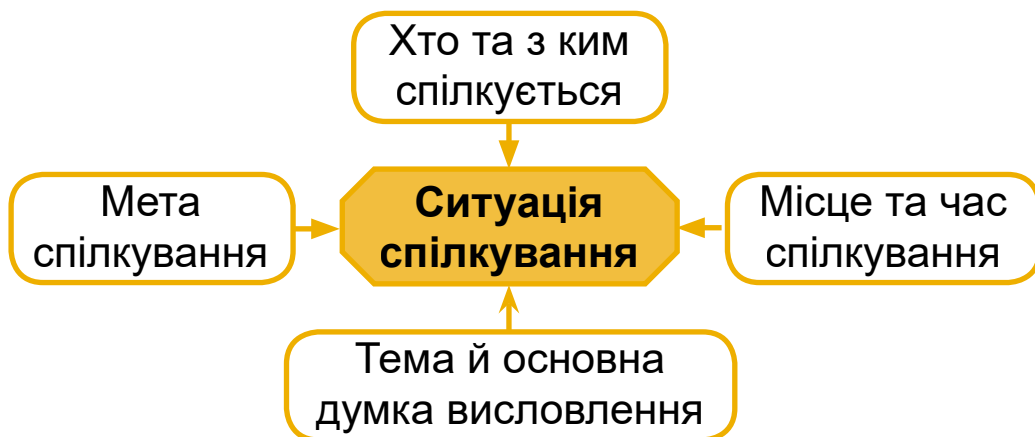 Хто та з ким
спілкується
Мета
спілкування
Ситуація
спілкування
Місце та час
спілкування
Тема й основна
думка висловлення